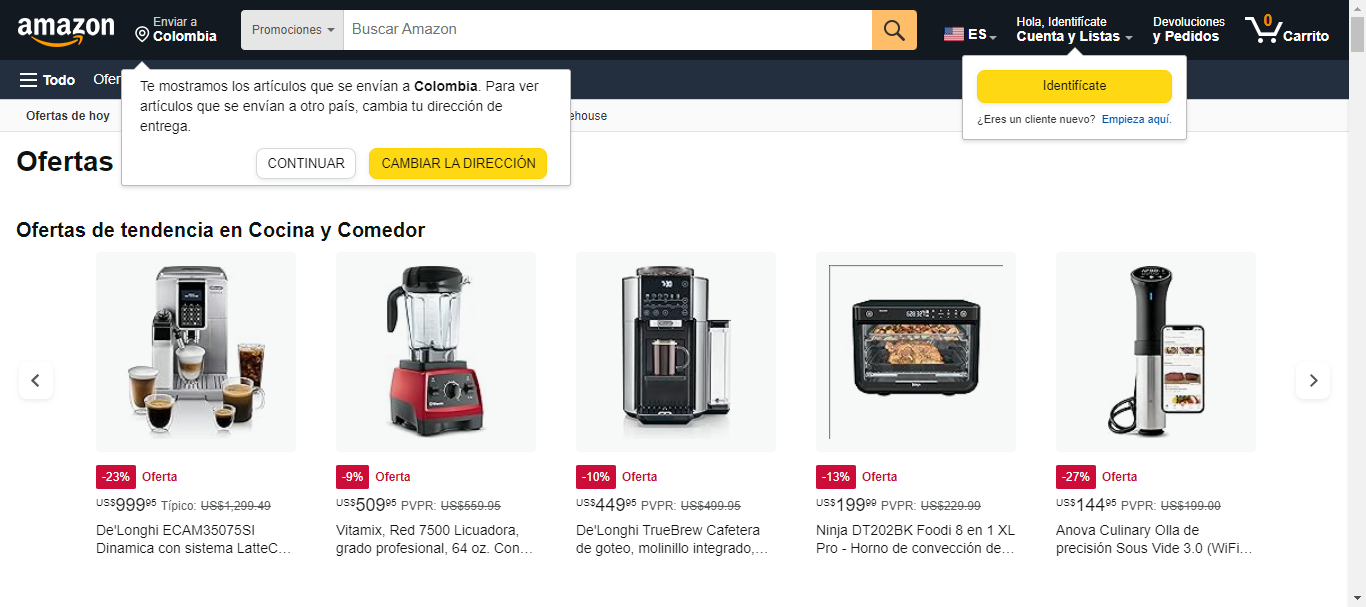 amazon
Enviar a
Colombia
Promociones
Buscar Amazon
ES
Hola, Identifícate
Cuenta y Listas
Devoluciones
y Pedidos
0
Carrito
Todo
Te mostramos los artículos que se envían a Colombia. Para ver
artículos que se envían a otro país, cambia tu dirección de
entrega.
CONTINUAR
CAMBIAR LA DIRECCIÓN
Identifícate
¿Eres un cliente nuevo? Empieza aquí.
Ofertas de hoy
Ofertas
Ofertas de tendencia en Cocina y Comedor
-23% Oferta
US$999.95 Típico: US$1,299.49
De'Longhi ECAM35075SI
Dinamica con sistema LatteC…
-9% Oferta
US$509.95 PVPR: US$559.95
Vitamix, Red 7500 Licuadora,
grado profesional, 64 oz. Con…
-10% Oferta
US$449.95 PVPR: US$499.95
De'Longhi TrueBrew Cafetera
de goteo, molinillo integrado,…
-13% Oferta
US$199.99 PVPR: US$229.99
Ninja DT202BK Foodi 8 en 1 XL
Pro - Horno de convección de…
-27% Oferta
US$144.95 PVPR: US$199.00
Anova Culinary Olla de
precisión Sous Vide 3.0 (WiFi…